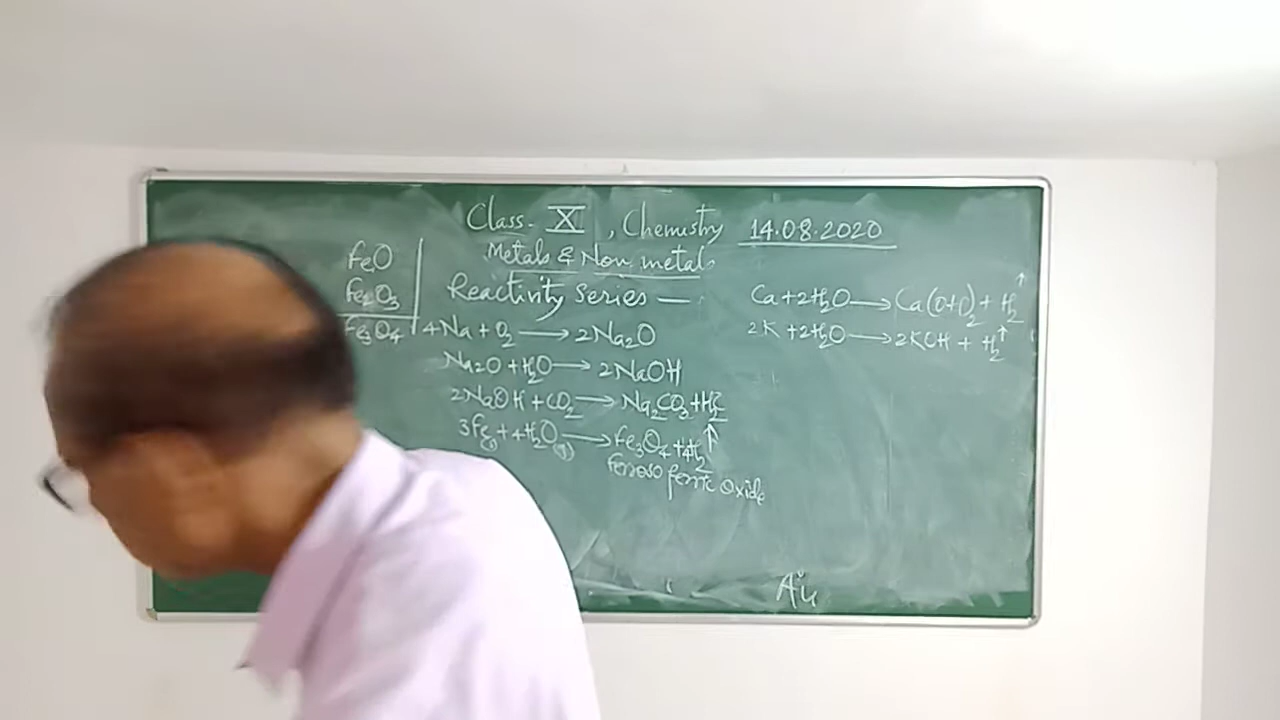 Class - X , Chemistry 14.08.2020
Metals & Non metals
FeO
Fe₂O₃
Fe₃O₄
Reactivity Series —
4Na + O₂ → 2Na₂O
Na₂O + H₂O → 2NaOH
2NaOH + CO₂ → Na₂CO₃ + H₂
3Fe(s) + 4H₂O(g) → Fe₃O₄ + 4H₂ ↑
Ferroso ferric Oxide
Ca + 2H₂O → Ca(OH)₂ + H₂ ↑
2K + 2H₂O → 2KOH + H₂ ↑
Au